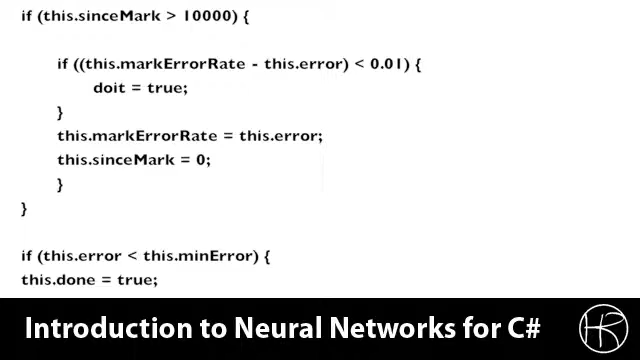 if (this.sinceMark > 10000) {
if ((this.markErrorRate - this.error) < 0.01) {
doit = true;
}
this.markErrorRate = this.error;
this.sinceMark = 0;
}
}
if (this.error < this.minError) {
this.done = true;
Introduction to Neural Networks for C#